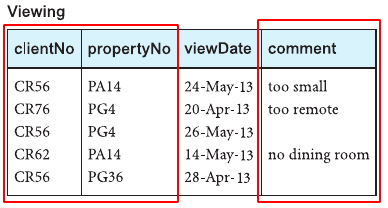 Viewing
clientNo propertyNo viewDate comment
CR56 PA14 24-May-13 too small
CR76 PG4 20-Apr-13 too remote
CR56 PG4 26-May-13
CR62 PA14 14-May-13 no dining room
CR56 PG36 28-Apr-13